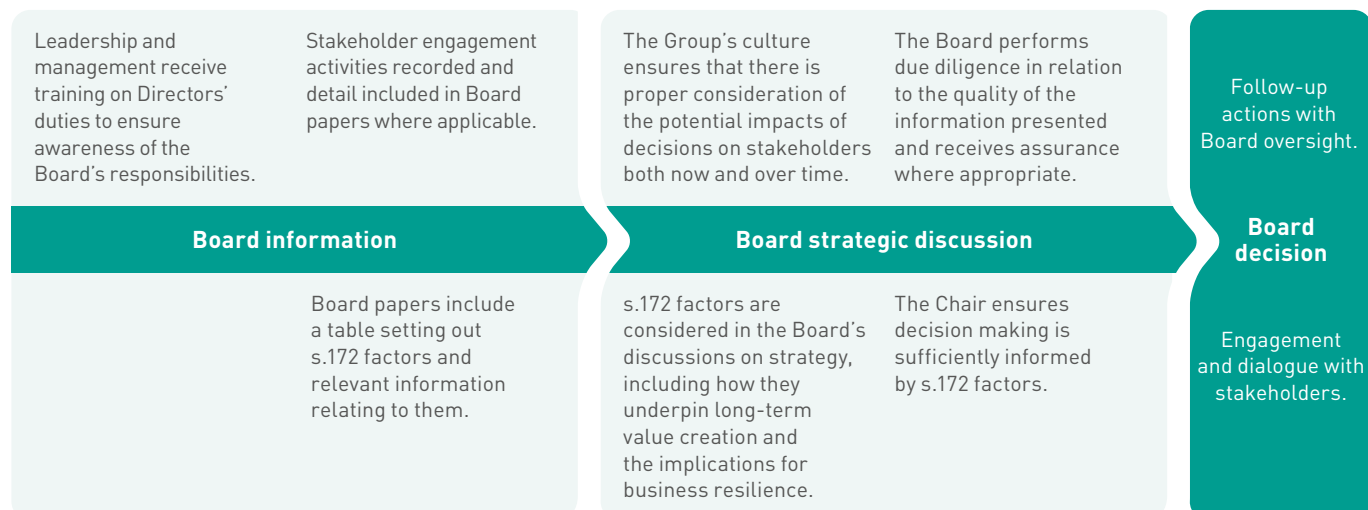 Leadership and
management receive
training on Directors’
duties to ensure
awareness of the
Board’s responsibilities.
Stakeholder engagement
activities recorded and
detail included in Board
papers where applicable.
Board information
Board papers include
a table setting out
s.172 factors and
relevant information
relating to them.
The Group’s culture
ensures that there is
proper consideration of
the potential impacts of
decisions on stakeholders
both now and over time.
The Board performs
due diligence in relation
to the quality of the
information presented
and receives assurance
where appropriate.
Board strategic discussion
s.172 factors are
considered in the Board’s
discussions on strategy,
including how they
underpin long-term
value creation and
the implications for
business resilience.
The Chair ensures
decision making is
sufficiently informed
by s.172 factors.
Follow-up
actions with
Board oversight.
Board
decision
Engagement
and dialogue with
stakeholders.